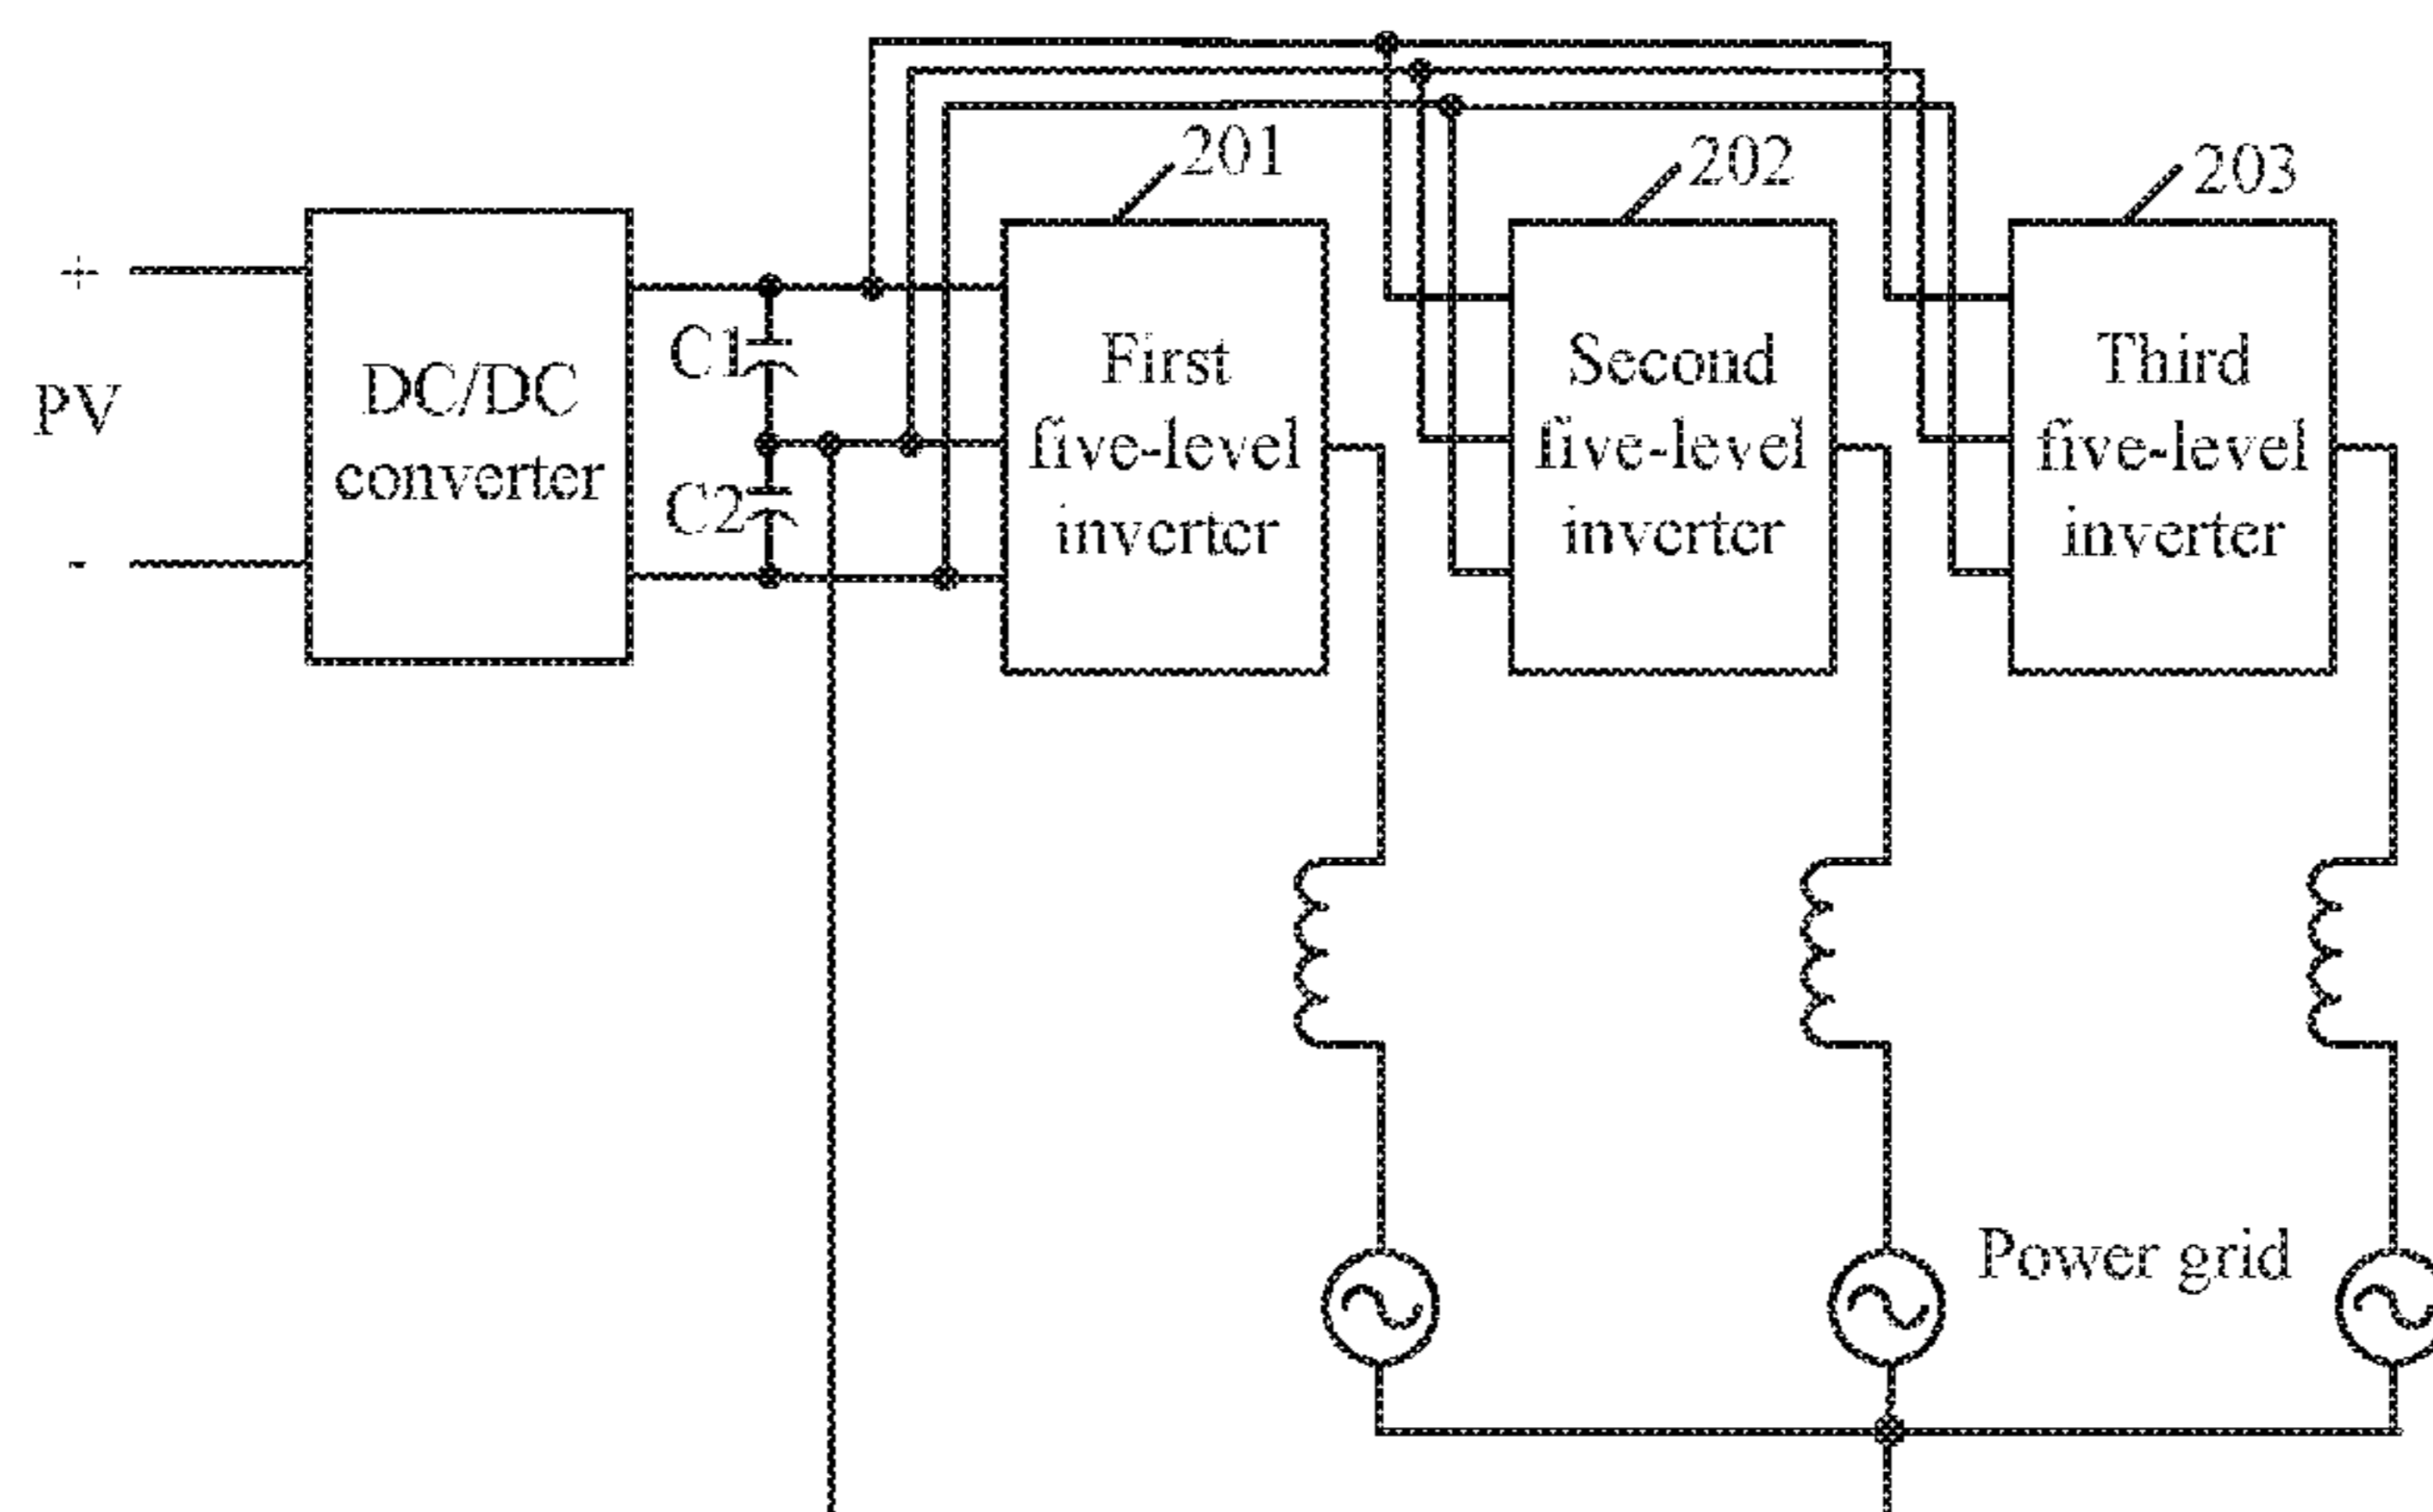 201
202
203
+
PV
-
DC/DC
converter
C1
C2
First
five-level
inverter
Second
five-level
inverter
Third
five-level
inverter
Power grid